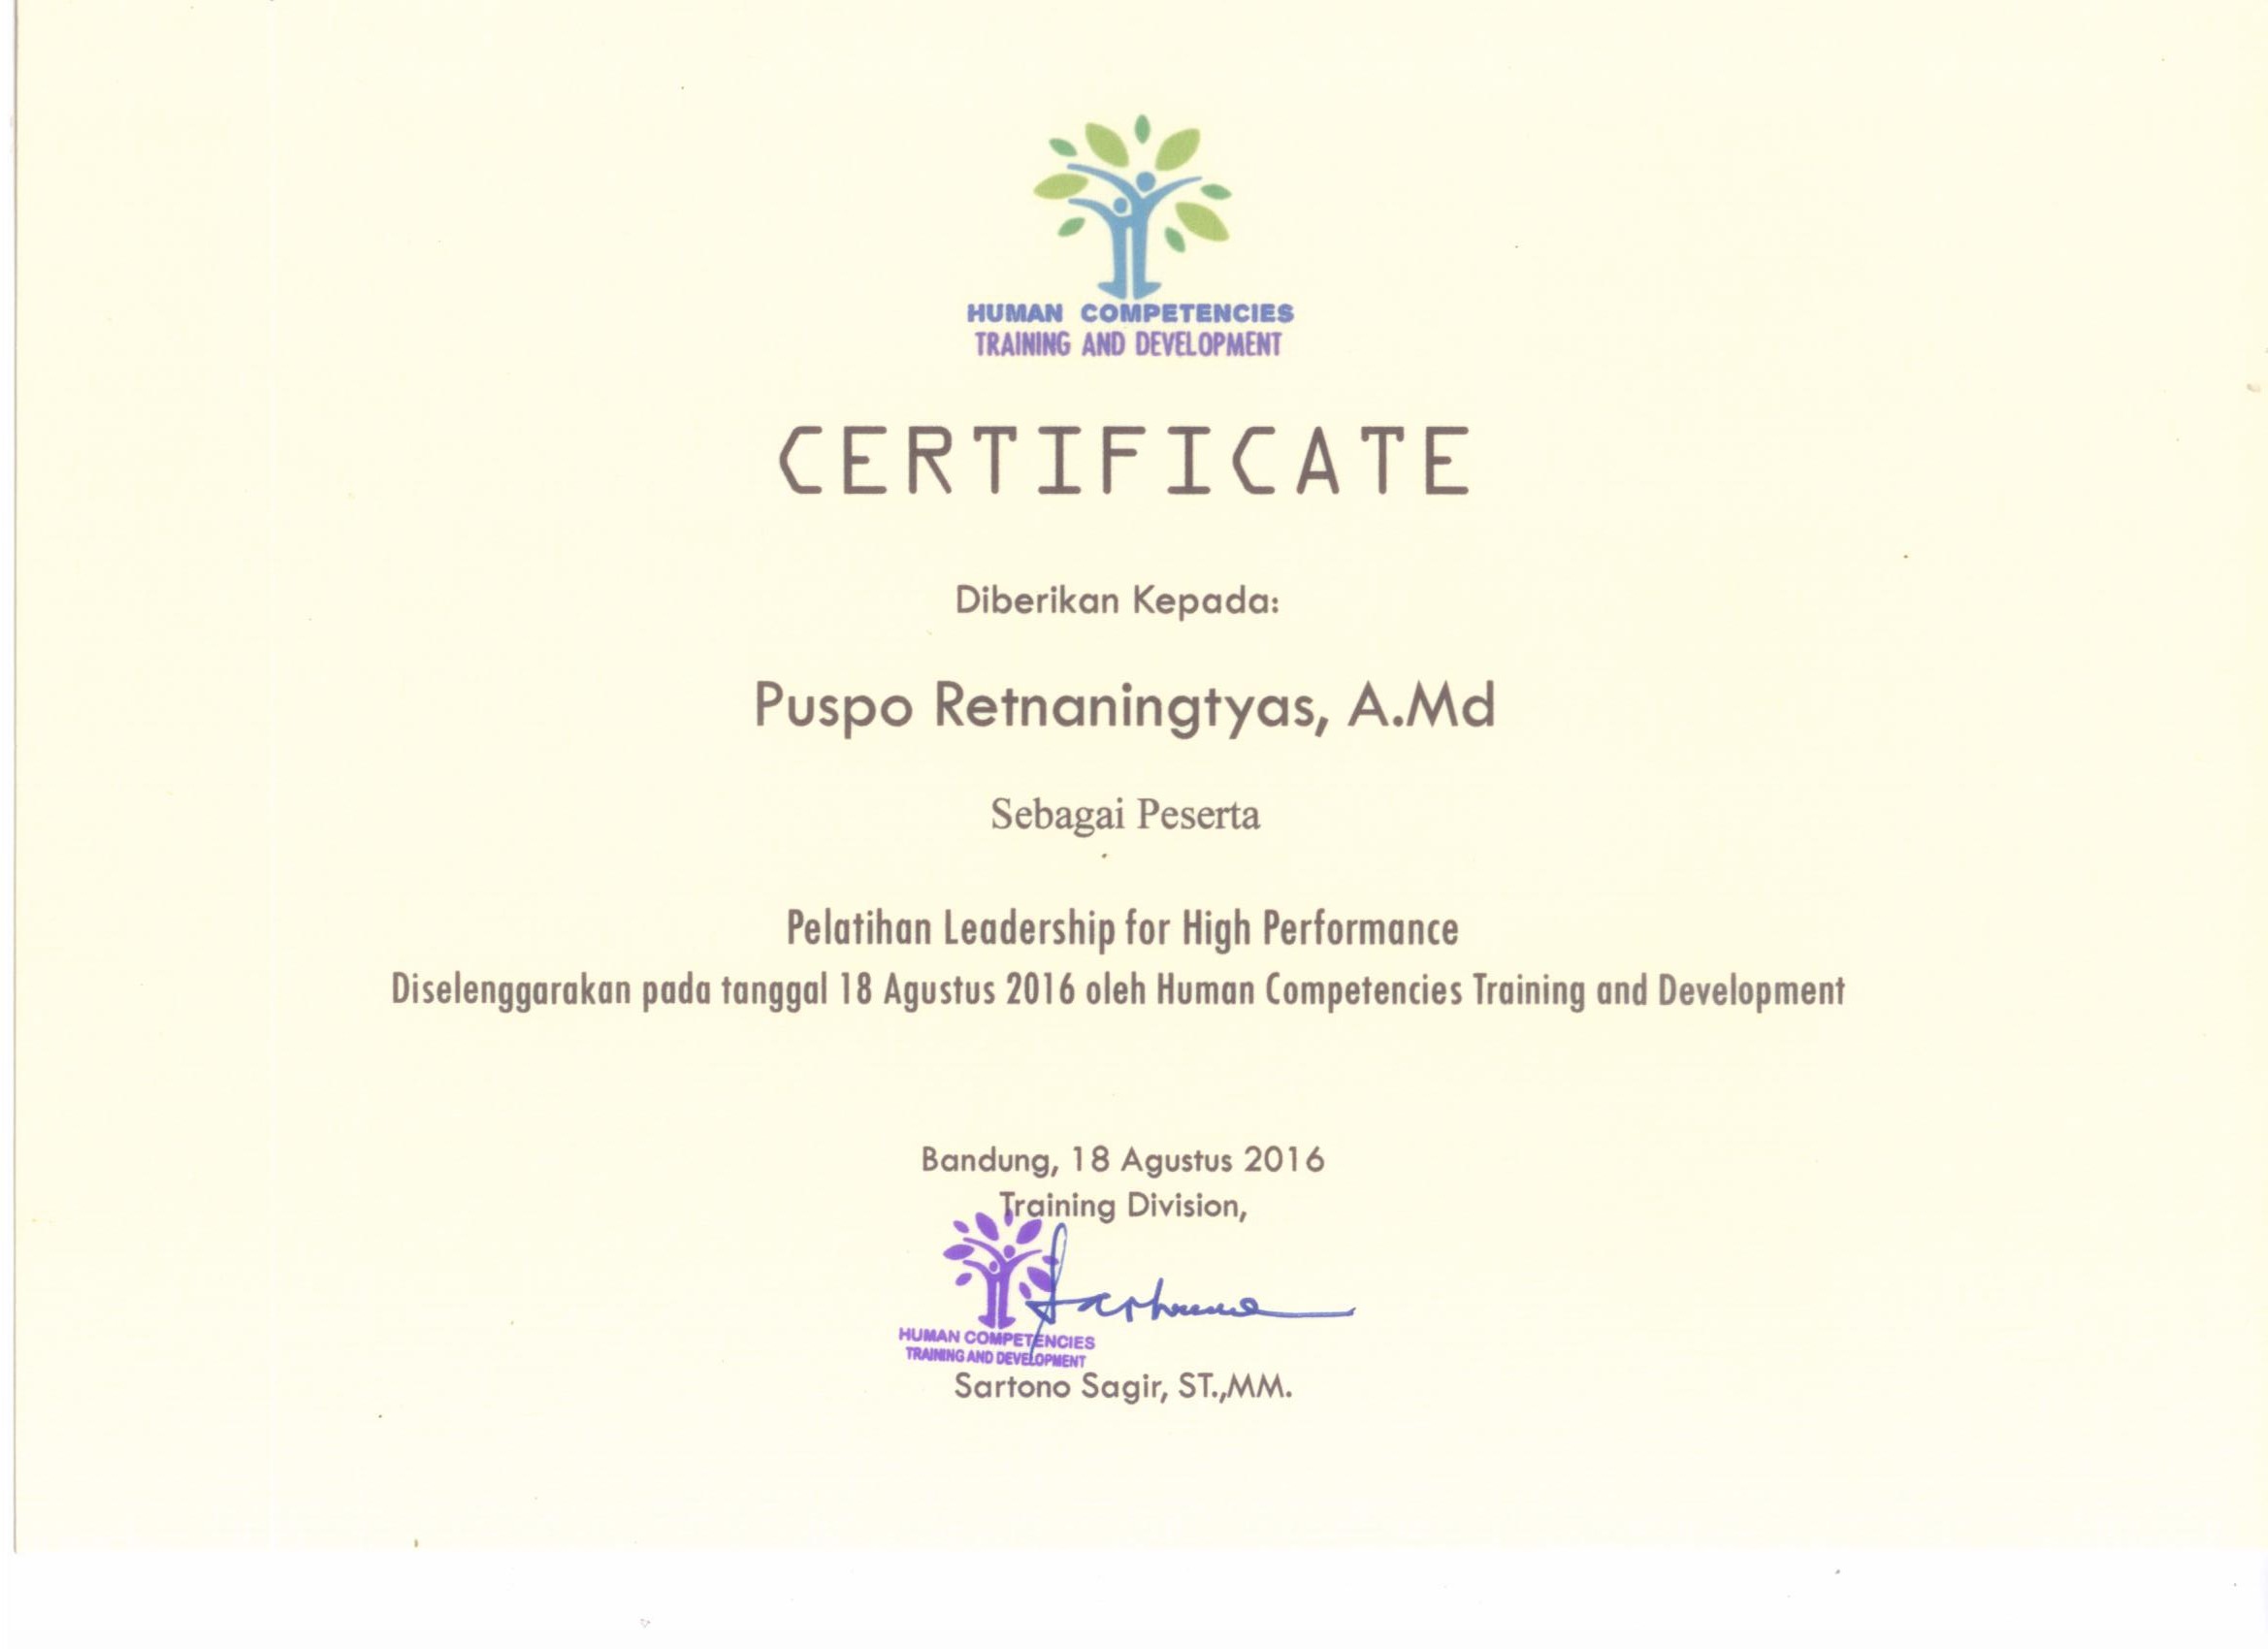 HUMAN COMPETENCIES
TRAINING AND DEVELOPMENT
CERTIFICATE
Diberikan Kepada:
Puspo Retnaningtyas, A.Md
Sebagai Peserta
Pelatihan Leadership for High Performance
Diselenggarakan pada tanggal 18 Agustus 2016 oleh Human Competencies Training and Development
Bandung, 18 Agustus 2016
Training Division,
HUMAN COMPETENCIES
TRAINING AND DEVELOPMENT
Sartono Sagir, ST.,MM.